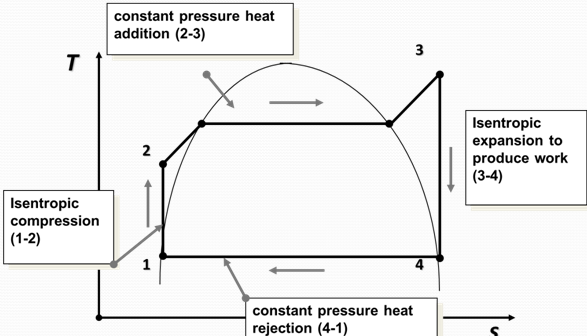 constant pressure heat
addition (2-3)
T
3
Isentropic
expansion to
produce work
(3-4)
2
Isentropic
compression
(1-2)
1
4
constant pressure heat
rejection (4-1)
S